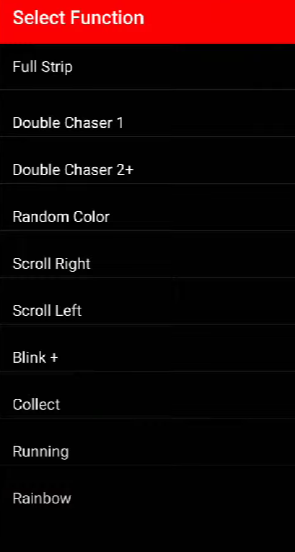 Select Function
Full Strip
Double Chaser 1
Double Chaser 2+
Random Color
Scroll Right
Scroll Left
Blink +
Collect
Running
Rainbow